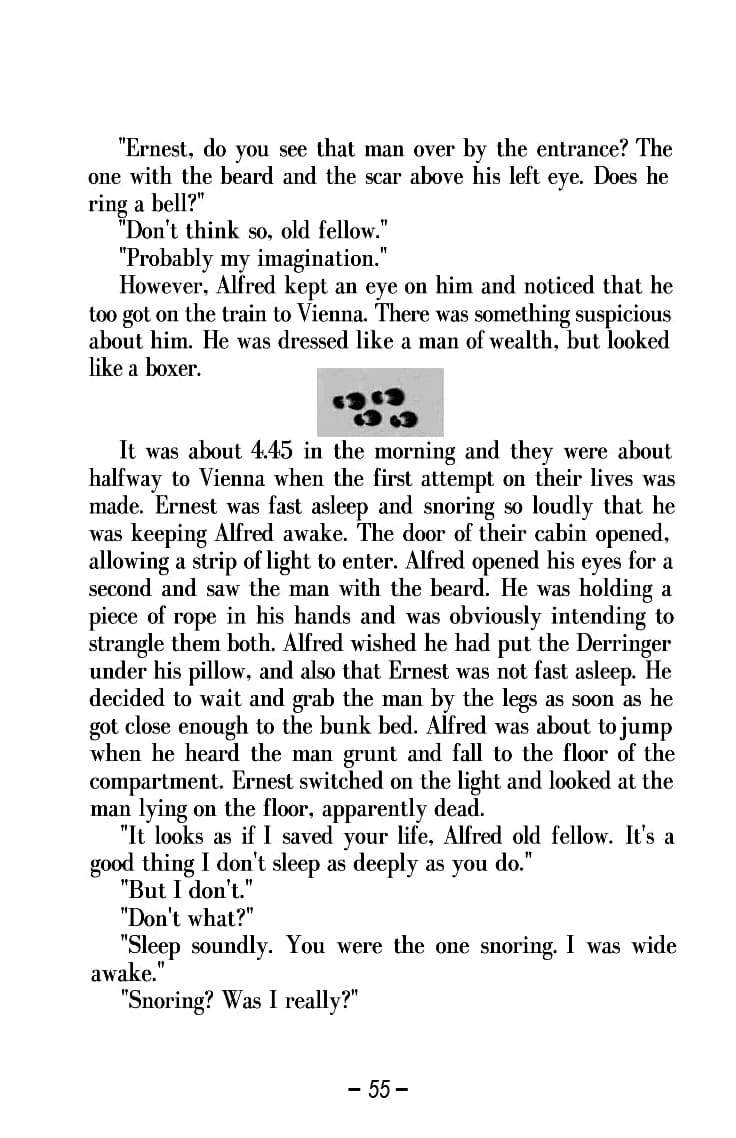 "Ernest, do you see that man over by the entrance? The
one with the beard and the scar above his left eye. Does he
ring a bell?"
"Don't think so, old fellow."
"Probably my imagination."
However, Alfred kept an eye on him and noticed that he
too got on the train to Vienna. There was something suspicious
about him. He was dressed like a man of wealth, but looked
like a boxer.
It was about 4.45 in the morning and they were about
halfway to Vienna when the first attempt on their lives was
made. Ernest was fast asleep and snoring so loudly that he
was keeping Alfred awake. The door of their cabin opened,
allowing a strip of light to enter. Alfred opened his eyes for a
second and saw the man with the beard. He was holding a
piece of rope in his hands and was obviously intending to
strangle them both. Alfred wished he had put the Derringer
under his pillow, and also that Ernest was not fast asleep. He
decided to wait and grab the man by the legs as soon as he
got close enough to the bunk bed. Alfred was about to jump
when he heard the man grunt and fall to the floor of the
compartment. Ernest switched on the light and looked at the
man lying on the floor, apparently dead.
"It looks as if I saved your life, Alfred old fellow. It's a
good thing I don't sleep as deeply as you do."
"But I don't."
"Don't what?"
"Sleep soundly. You were the one snoring. I was wide
awake."
"Snoring? Was I really?"
– 55 –